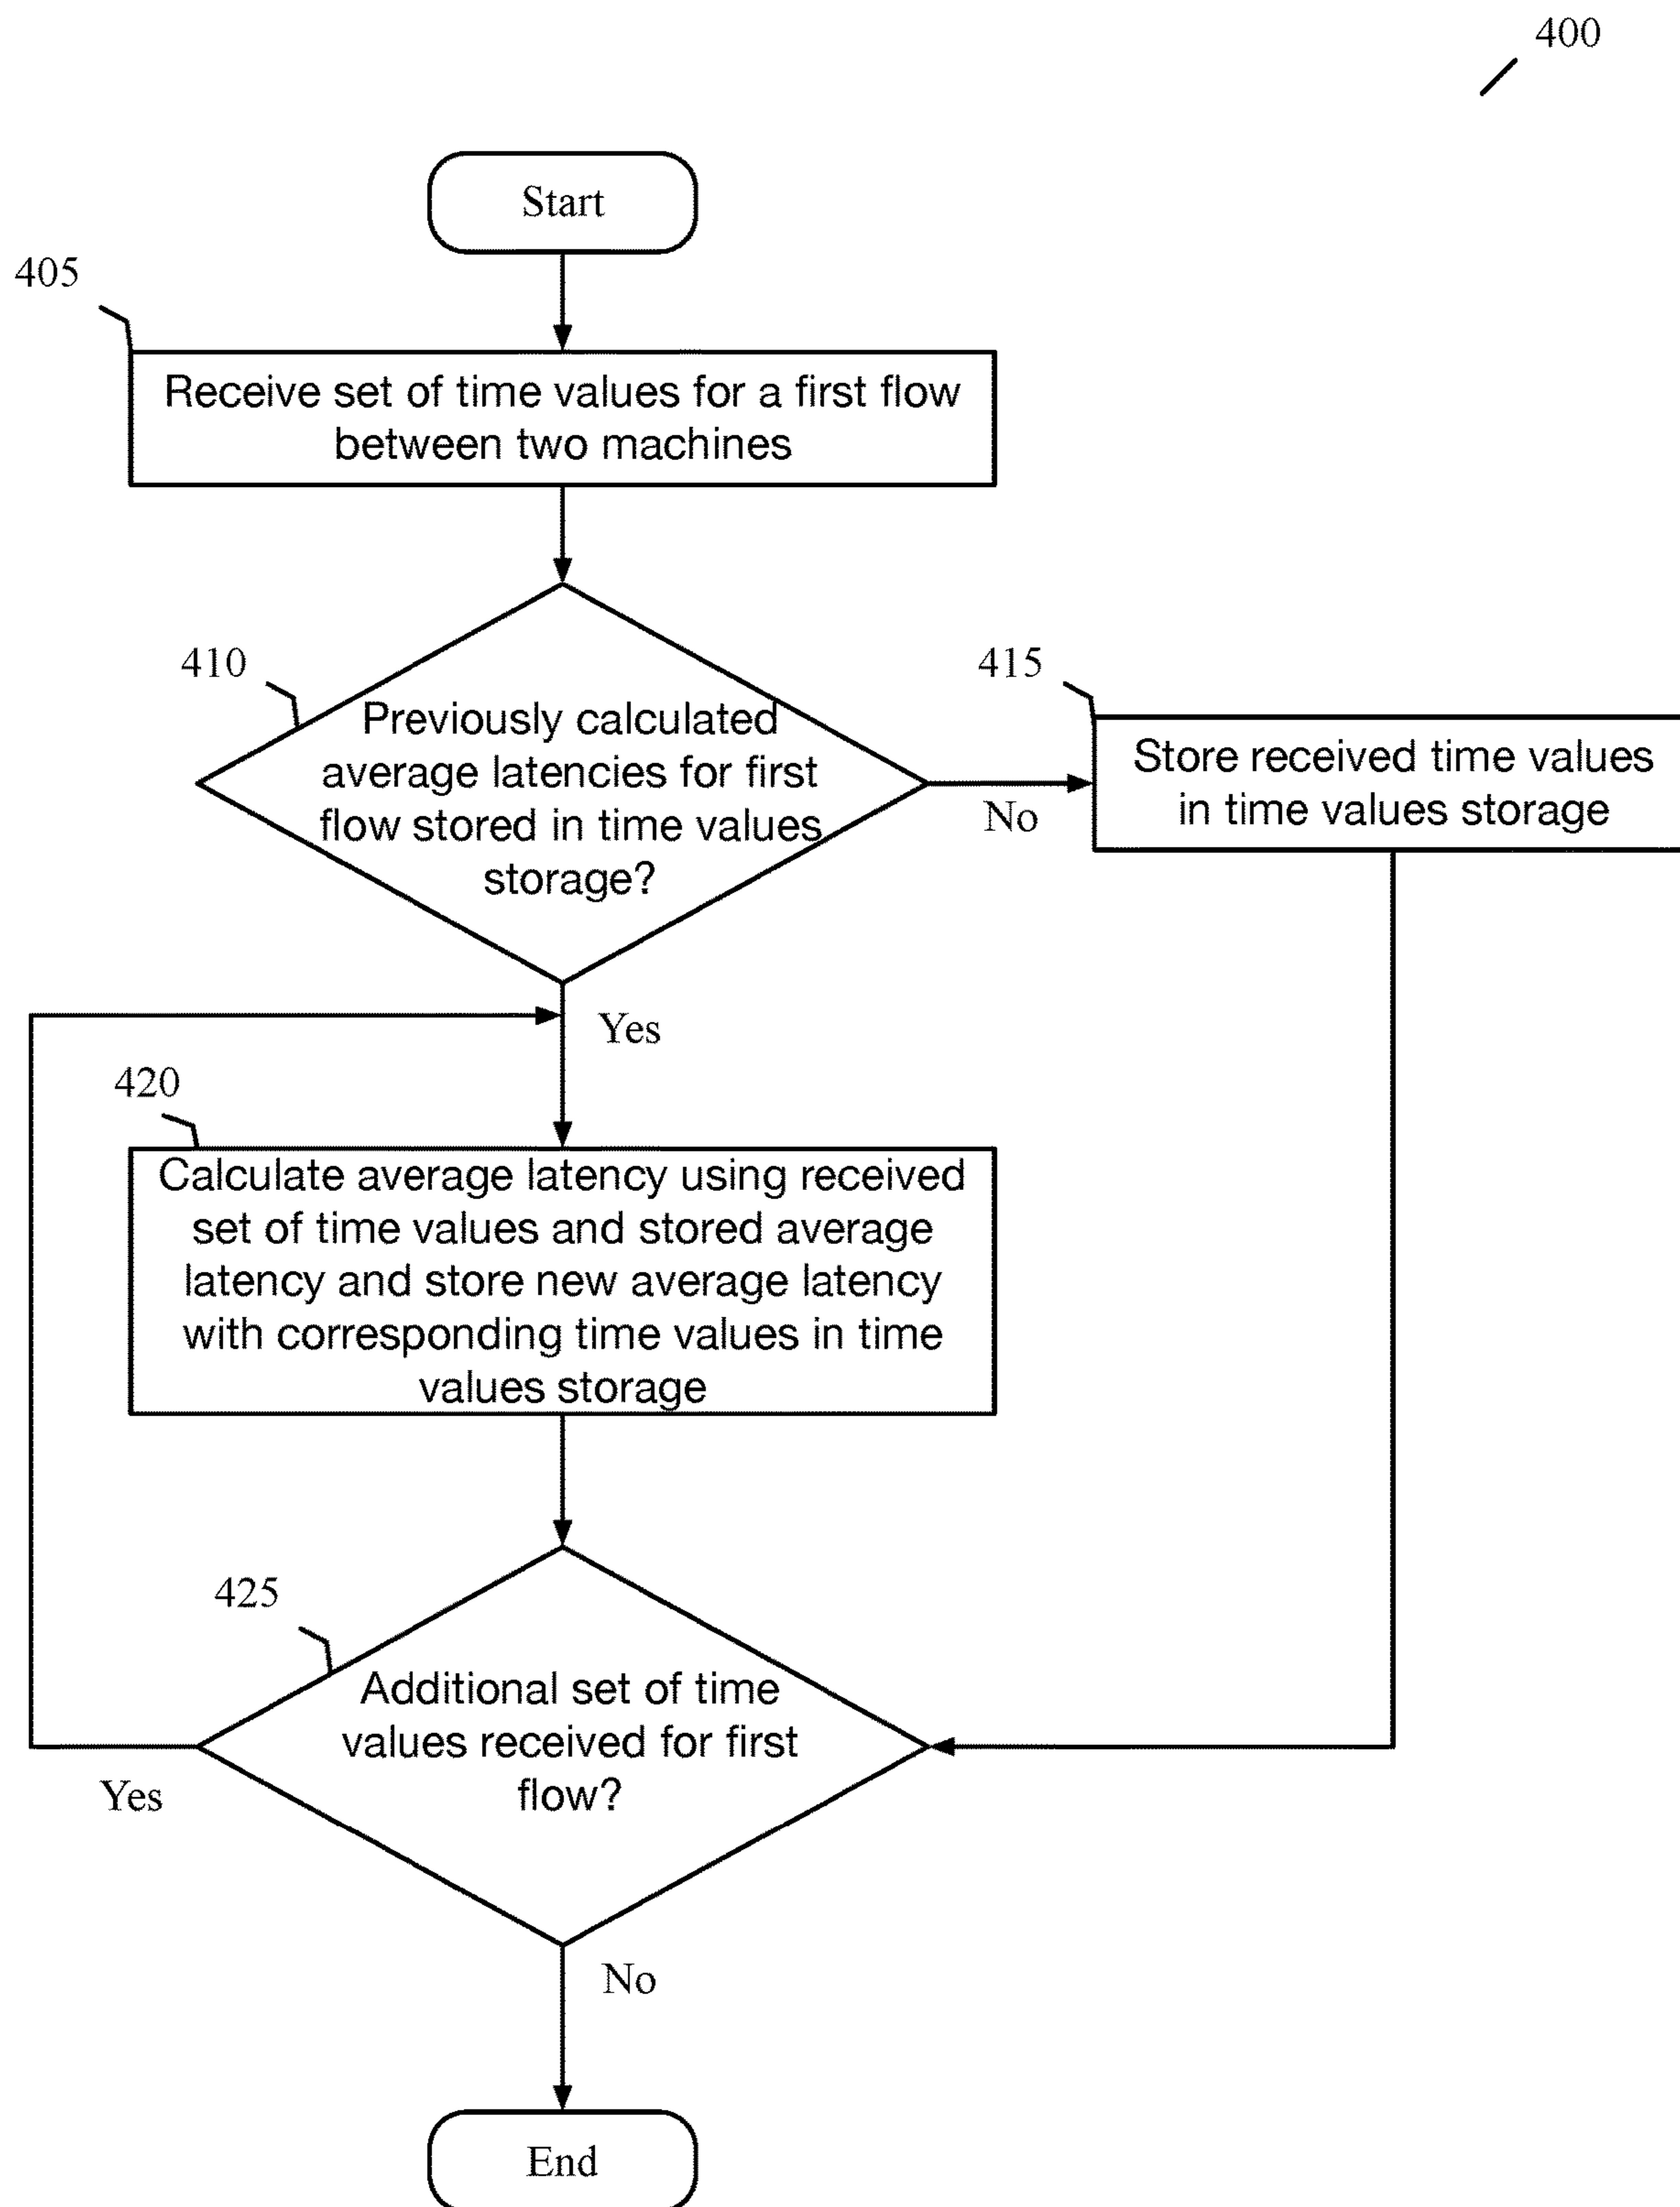 400
Start
405
Receive set of time values for a first flow
between two machines
410
Previously calculated
average latencies for first
flow stored in time values
storage?
No
415
Store received time values
in time values storage
Yes
420
Calculate average latency using received
set of time values and stored average
latency and store new average latency
with corresponding time values in time
values storage
425
Additional set of time
values received for first
flow?
Yes
No
End